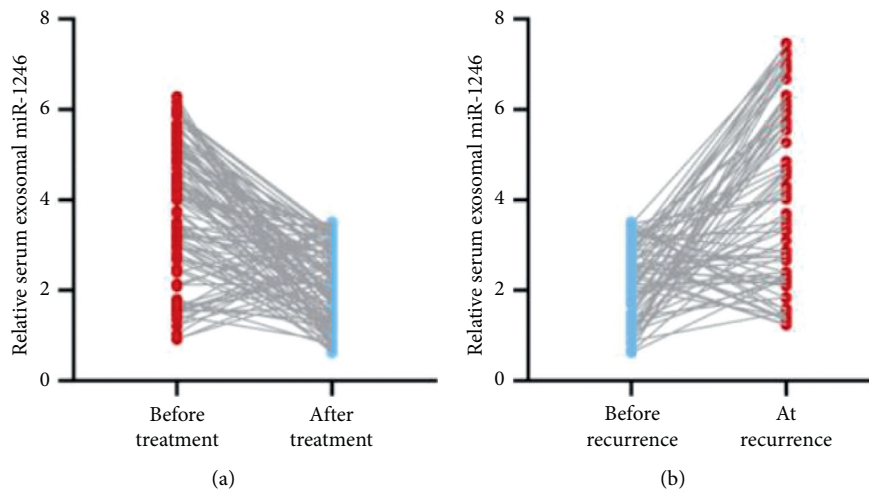 Relative serum exosomal miR-1246
8
6
4
2
0
Before
treatment
After
treatment
(a)
Relative serum exosomal miR-1246
8
6
4
2
0
Before
recurrence
At
recurrence
(b)